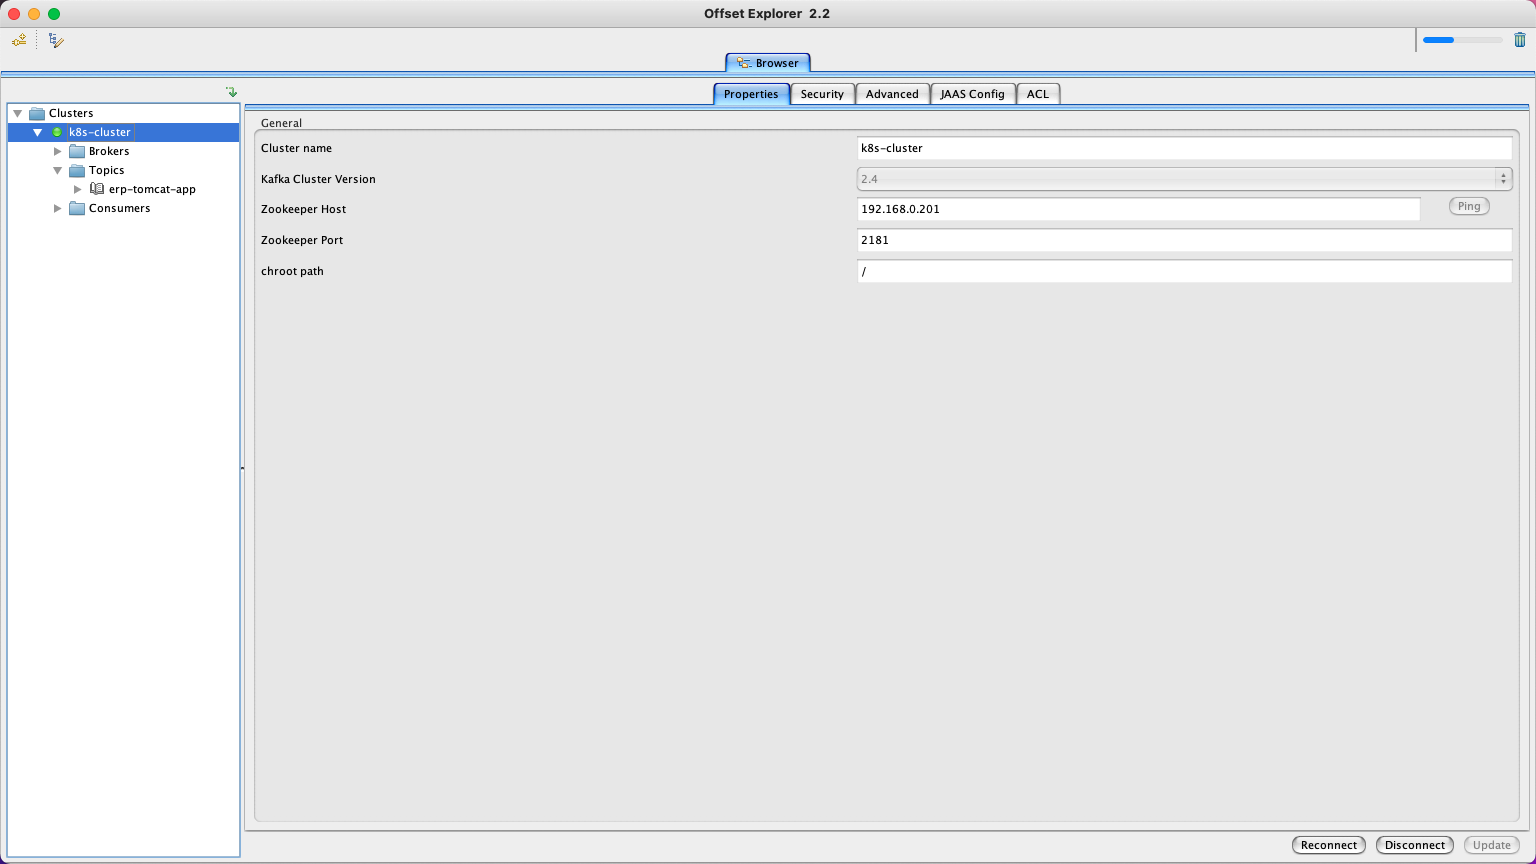 Offset Explorer 2.2
Browser
Properties
Security
Advanced
JAAS Config
ACL
Clusters
k8s-cluster
Brokers
Topics
erp-tomcat-app
Consumers
General
Cluster name
k8s-cluster
Kafka Cluster Version
2.4
Zookeeper Host
192.168.0.201
Ping
Zookeeper Port
2181
chroot path
/
Reconnect
Disconnect
Update